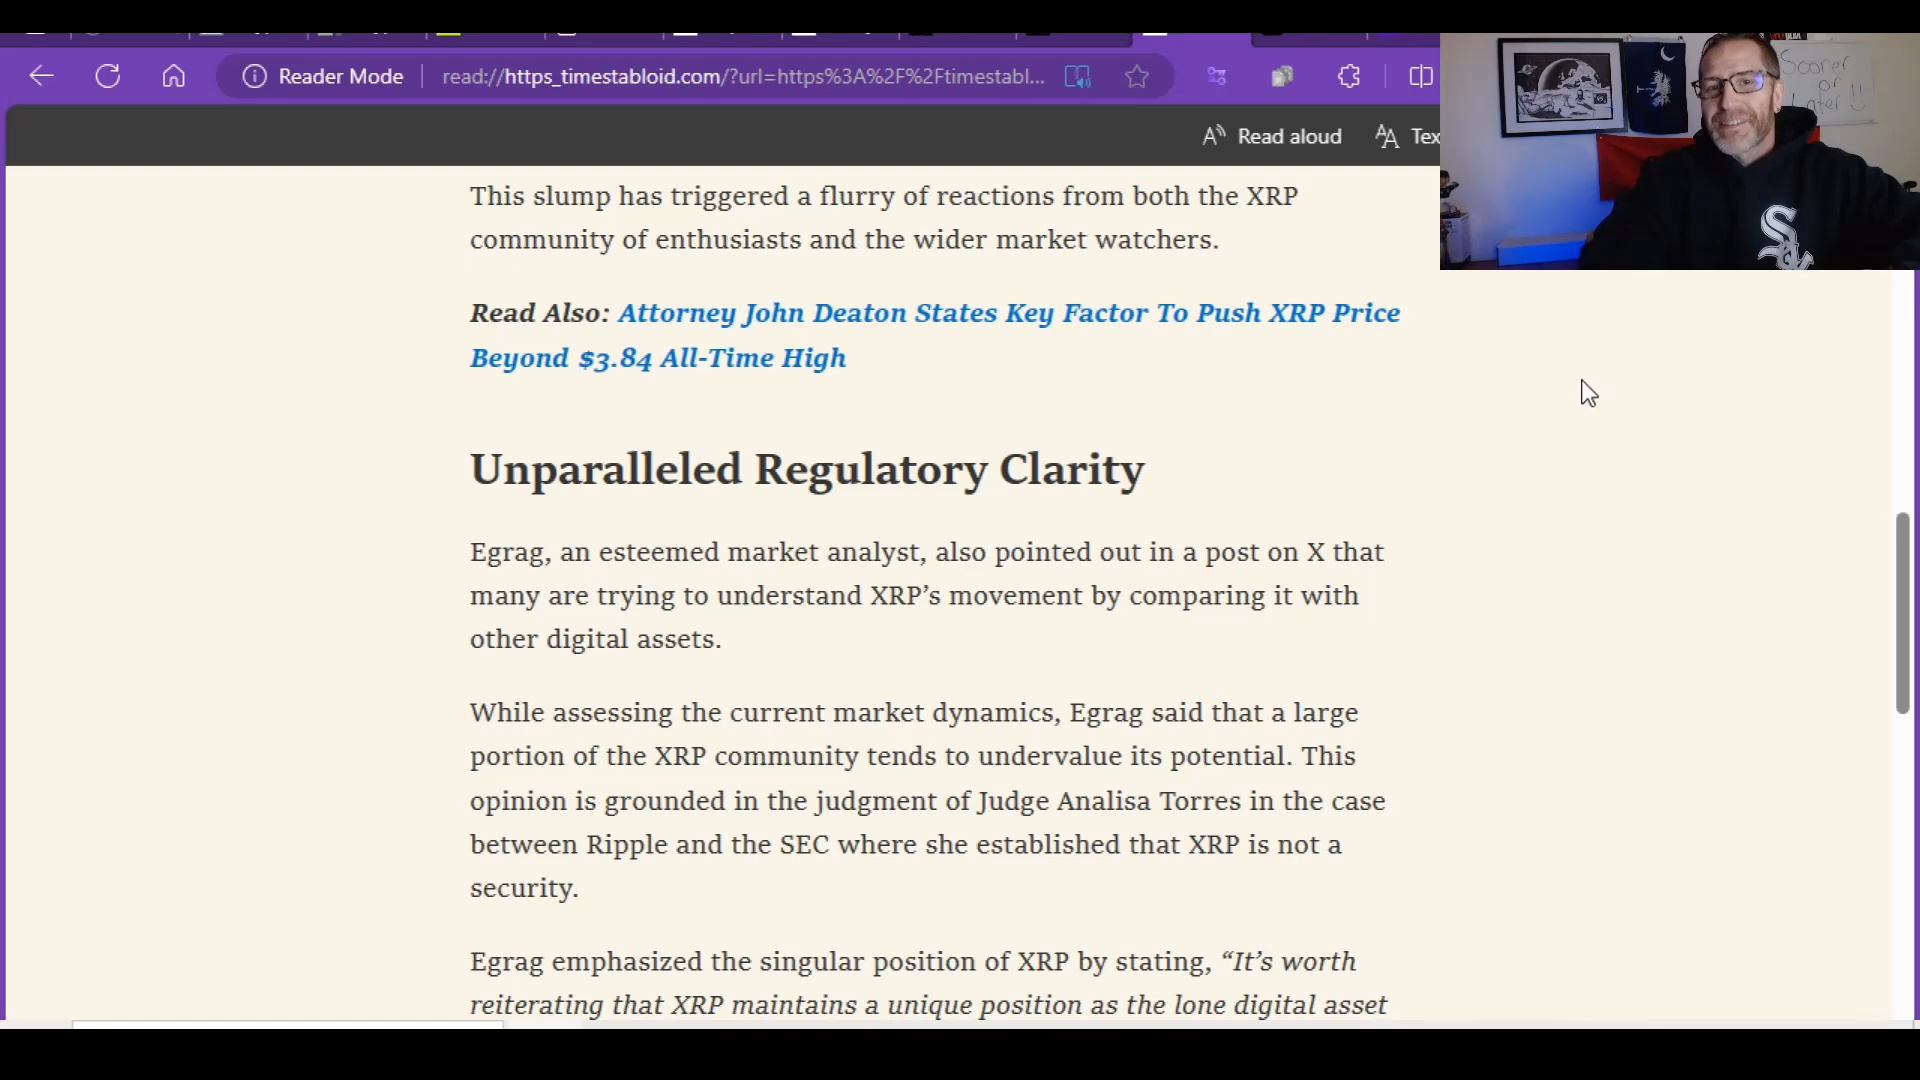 Reader Mode
read://https_timestabloid.com/?url=https%3A%2F%2Ftimestabl...
Read aloud
Tex
Sooner
or
Later !!
Sox
This slump has triggered a flurry of reactions from both the XRP
community of enthusiasts and the wider market watchers.
Read Also: Attorney John Deaton States Key Factor To Push XRP Price
Beyond $3.84 All-Time High
Unparalleled Regulatory Clarity
Egrag, an esteemed market analyst, also pointed out in a post on X that
many are trying to understand XRP’s movement by comparing it with
other digital assets.
While assessing the current market dynamics, Egrag said that a large
portion of the XRP community tends to undervalue its potential. This
opinion is grounded in the judgment of Judge Analisa Torres in the case
between Ripple and the SEC where she established that XRP is not a
security.
Egrag emphasized the singular position of XRP by stating, “It’s worth
reiterating that XRP maintains a unique position as the lone digital asset